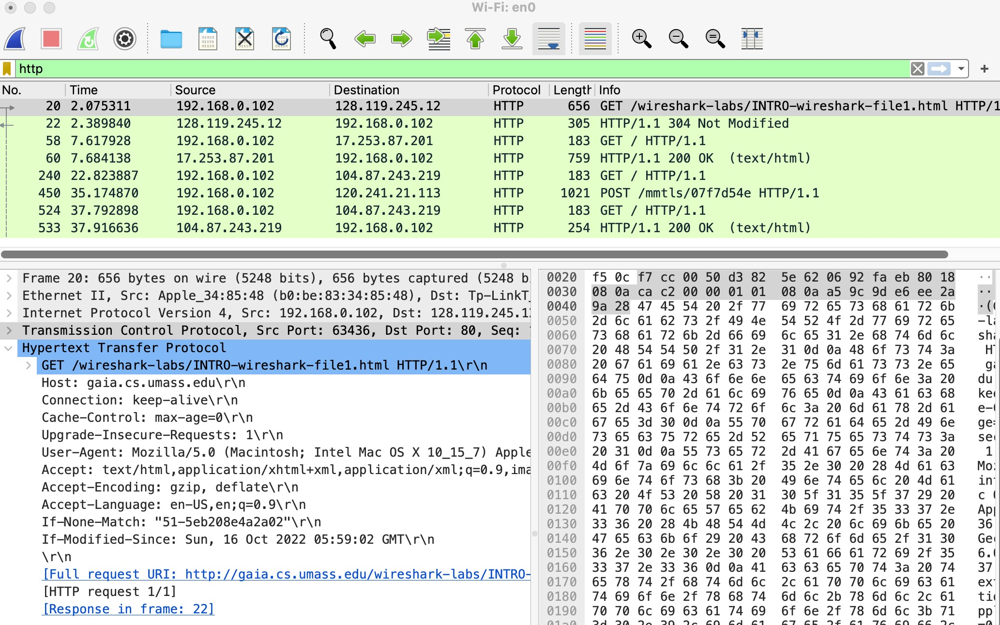 Wi-Fi: en0
http
No. Time Source Destination Protocol Length Info
20 2.075311 192.168.0.102 128.119.245.12 HTTP 656 GET /wireshark-labs/INTRO-wireshark-file1.html HTTP/1
22 2.389840 128.119.245.12 192.168.0.102 HTTP 305 HTTP/1.1 304 Not Modified
58 7.617928 192.168.0.102 17.253.87.201 HTTP 183 GET / HTTP/1.1
60 7.684138 17.253.87.201 192.168.0.102 HTTP 759 HTTP/1.1 200 OK (text/html)
240 22.823887 192.168.0.102 104.87.243.219 HTTP 183 GET / HTTP/1.1
450 35.174870 192.168.0.102 120.241.21.113 HTTP 1021 POST /mmtls/07f7d54e HTTP/1.1
524 37.792898 192.168.0.102 104.87.243.219 HTTP 183 GET / HTTP/1.1
533 37.916636 104.87.243.219 192.168.0.102 HTTP 254 HTTP/1.1 200 OK (text/html)
Frame 20: 656 bytes on wire (5248 bits), 656 bytes captured (5248 b
Ethernet II, Src: Apple_34:85:48 (b0:be:83:34:85:48), Dst: Tp-LinkT_
Internet Protocol Version 4, Src: 192.168.0.102, Dst: 128.119.245.1
Transmission Control Protocol, Src Port: 63436, Dst Port: 80, Seq:
Hypertext Transfer Protocol
GET /wireshark-labs/INTRO-wireshark-file1.html HTTP/1.1\r\n
Host: gaia.cs.umass.edu\r\n
Connection: keep-alive\r\n
Cache-Control: max-age=0\r\n
Upgrade-Insecure-Requests: 1\r\n
User-Agent: Mozilla/5.0 (Macintosh; Intel Mac OS X 10_15_7) Apple
Accept: text/html,application/xhtml+xml,application/xml;q=0.9,ima
Accept-Encoding: gzip, deflate\r\n
Accept-Language: en-US,en;q=0.9\r\n
If-None-Match: "51-5eb208e4a2a02"\r\n
If-Modified-Since: Sun, 16 Oct 2022 05:59:02 GMT\r\n
\r\n
[Full request URI: http://gaia.cs.umass.edu/wireshark-labs/INTRO-
[HTTP request 1/1]
[Response in frame: 22]
0020 f5 0c f7 cc 00 50 d3 82 5e 62 06 92 fa eb 80 18 ··
0030 08 0a ca c2 00 00 01 01 08 0a a5 9c 9d e6 ee 2a ··
0040 9a 28 47 45 54 20 2f 77 69 72 65 73 68 61 72 6b ·(
0050 2d 6c 61 62 73 2f 49 4e 54 52 4f 2d 77 69 72 65 -la
0060 73 68 61 72 6b 2d 66 69 6c 65 31 2e 68 74 6d 6c sha
0070 20 48 54 54 50 2f 31 2e 31 0d 0a 48 6f 73 74 3a H
0080 20 67 61 69 61 2e 63 73 2e 75 6d 61 73 73 2e 65 ga
0090 64 75 0d 0a 43 6f 6e 6e 65 63 74 69 6f 6e 3a 20 du
00a0 6b 65 65 70 2d 61 6c 69 76 65 0d 0a 43 61 63 68 kee
00b0 65 2d 43 6f 6e 74 72 6f 6c 3a 20 6d 61 78 2d 61 e-C
00c0 67 65 3d 30 0d 0a 55 70 67 72 61 64 65 2d 49 6e ge=
00d0 73 65 63 75 72 65 2d 52 65 71 75 65 73 74 73 3a sec
00e0 20 31 0d 0a 55 73 65 72 2d 41 67 65 6e 74 3a 20 1
00f0 4d 6f 7a 69 6c 6c 61 2f 35 2e 30 20 28 4d 61 63 Moz
0100 69 6e 74 6f 73 68 3b 20 49 6e 74 65 6c 20 4d 61 int
0110 63 20 4f 53 20 58 20 31 30 5f 31 35 5f 37 29 20 c
0120 41 70 70 6c 65 57 65 62 4b 69 74 2f 35 33 37 2e App
0130 33 36 20 28 4b 48 54 4d 4c 2c 20 6c 69 6b 65 20 36
0140 47 65 63 6b 6f 29 20 43 68 72 6f 6d 65 2f 31 30 Gec
0150 36 2e 30 2e 30 2e 30 20 53 61 66 61 72 69 2f 35 6.0
0160 33 37 2e 33 36 0d 0a 41 63 63 65 70 74 3a 20 74 37
0170 65 78 74 2f 68 74 6d 6c 2c 61 70 70 6c 69 63 61 ext
0180 74 69 6f 6e 2f 78 68 74 6d 6c 2b 78 6d 6c 2c 61 tio
0190 70 70 6c 69 63 61 74 69 6f 6e 2f 78 6d 6c 3b 71 pp